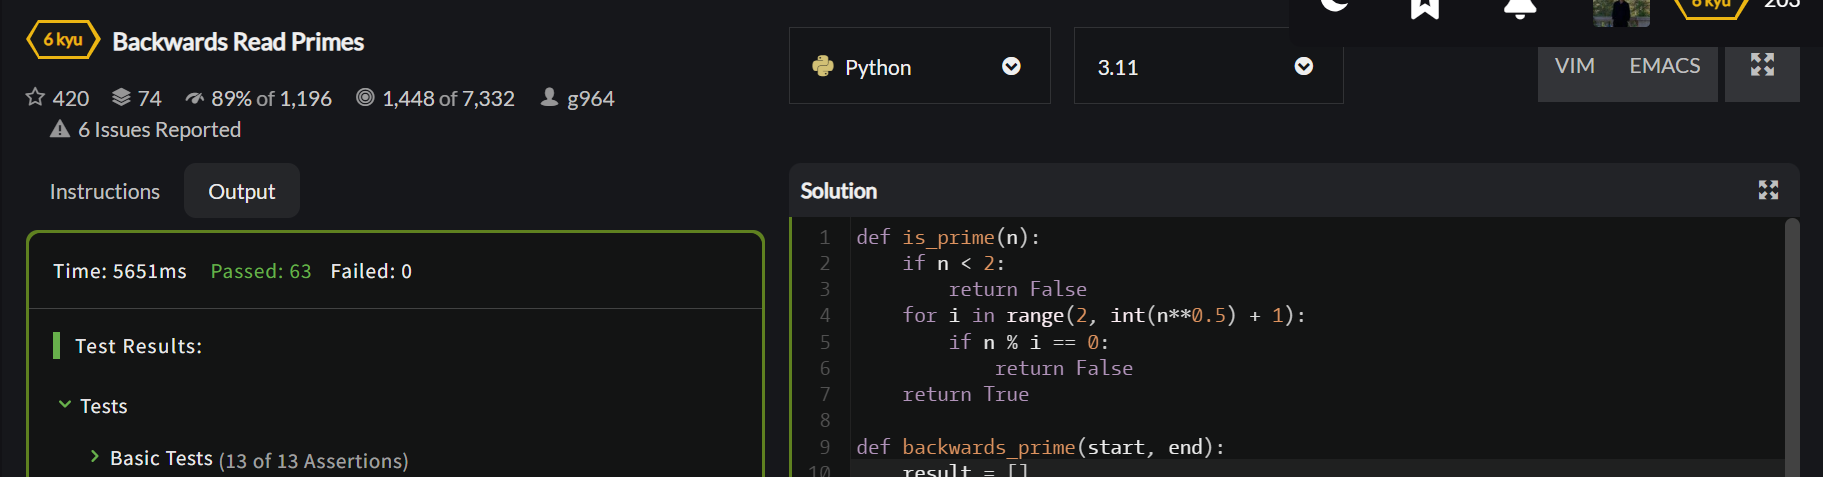 6 kyu Backwards Read Primes
420 74 89% of 1,196 1,448 of 7,332 g964
6 Issues Reported
Instructions Output
Time: 5651ms Passed: 63 Failed: 0
Test Results:
Tests
Basic Tests (13 of 13 Assertions)
Python 3.11 VIM EMACS
6 kyu 203
Solution
1 def is_prime(n):
2 if n < 2:
3 return False
4 for i in range(2, int(n**0.5) + 1):
5 if n % i == 0:
6 return False
7 return True
8
9 def backwards_prime(start, end):
10 result = []